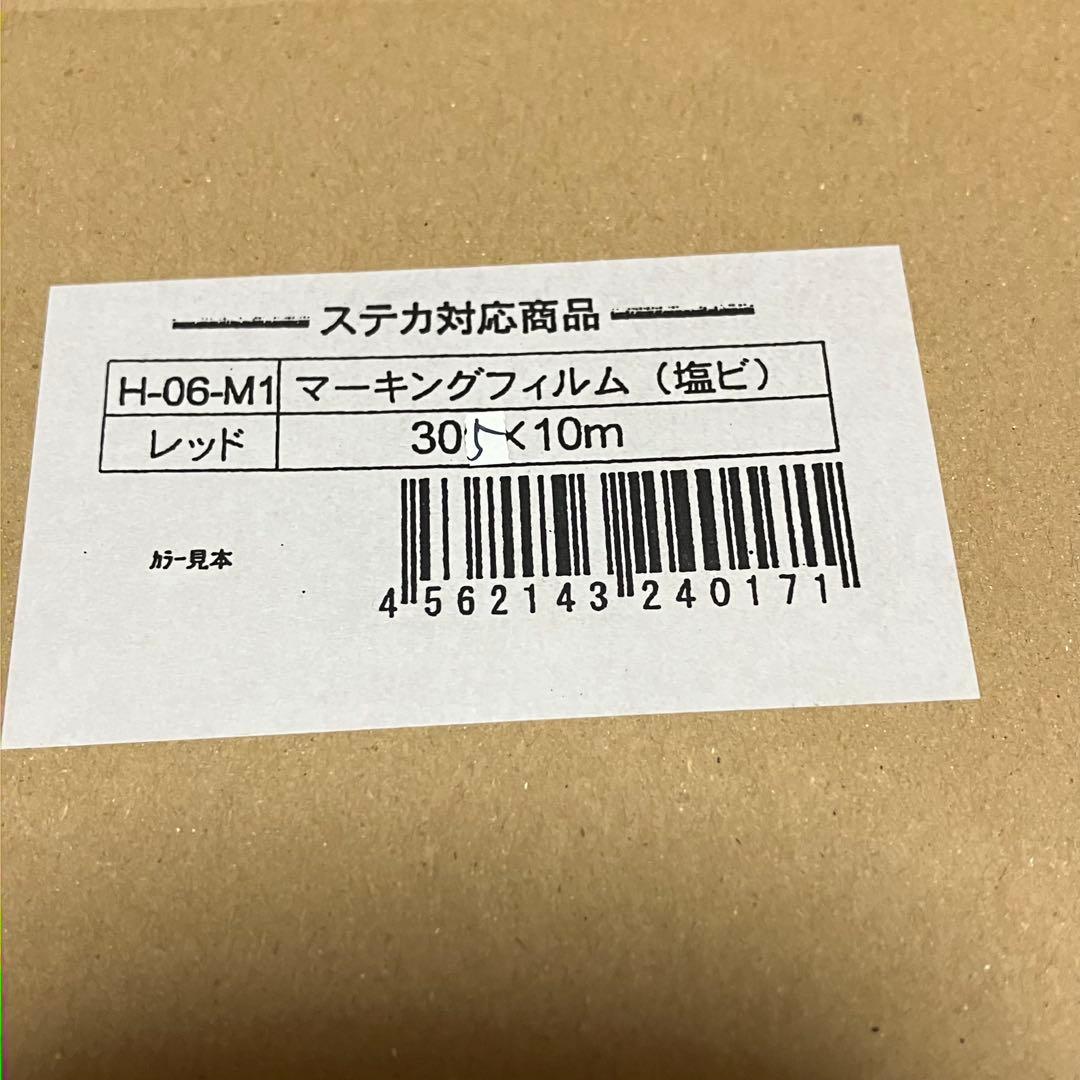 ステカ対応商品
H-06-M1 マーキングフィルム（塩ビ）
レッド 305×10m
ｶﾗｰ見本
4 562143 240171